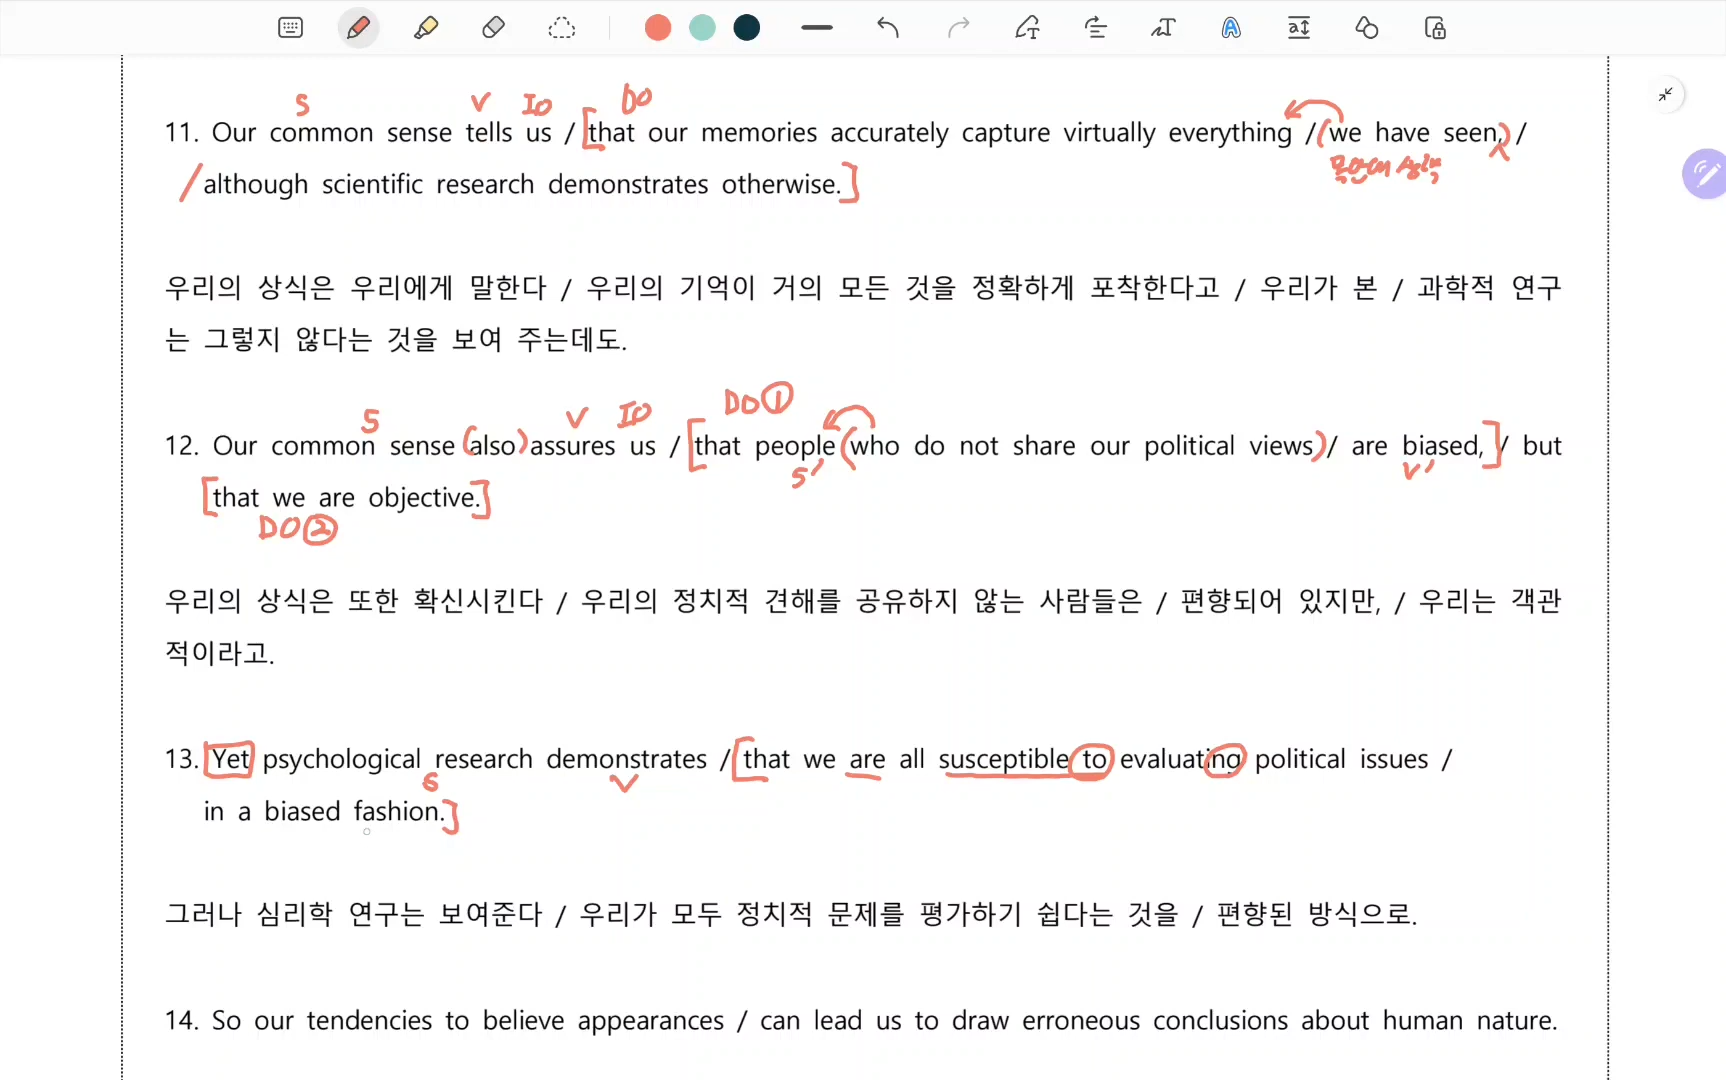 S V IO DO
11. Our common sense tells us / [that our memories accurately capture virtually everything / (we have seen,) /
목관대 생략
/ although scientific research demonstrates otherwise.]
우리의 상식은 우리에게 말한다 / 우리의 기억이 거의 모든 것을 정확하게 포착한다고 / 우리가 본 / 과학적 연구
는 그렇지 않다는 것을 보여 주는데도.
S V IO DO①
12. Our common sense (also) assures us / [that people (who do not share our political views) / are biased,] / but
S' V'
[that we are objective.]
DO②
우리의 상식은 또한 확신시킨다 / 우리의 정치적 견해를 공유하지 않는 사람들은 / 편향되어 있지만, / 우리는 객관
적이라고.
13. Yet psychological research demonstrates / [that we are all susceptible to evaluating political issues /
S V
in a biased fashion.]
그러나 심리학 연구는 보여준다 / 우리가 모두 정치적 문제를 평가하기 쉽다는 것을 / 편향된 방식으로.
14. So our tendencies to believe appearances / can lead us to draw erroneous conclusions about human nature.